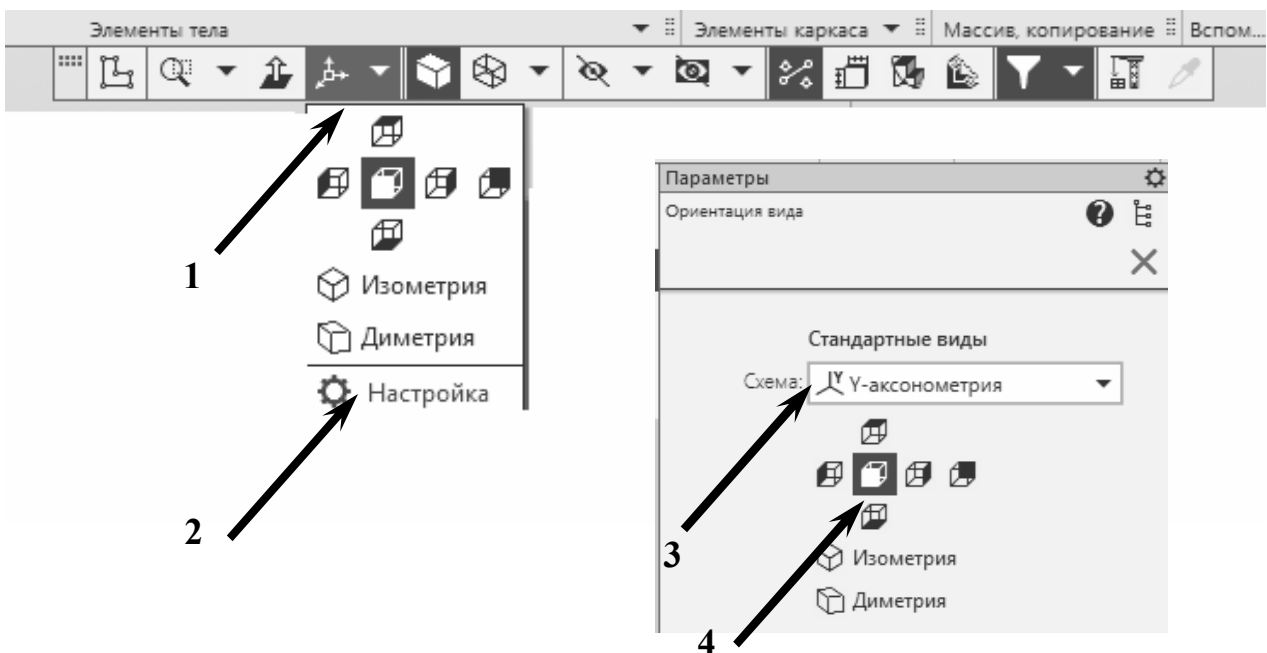 Элементы тела Элементы каркаса Массив, копирование Вспом...
1
Изометрия
Диметрия
Настройка
2
Параметры
Ориентация вида
Стандартные виды
Схема: Y Y-аксонометрия
3
Изометрия
Диметрия
4